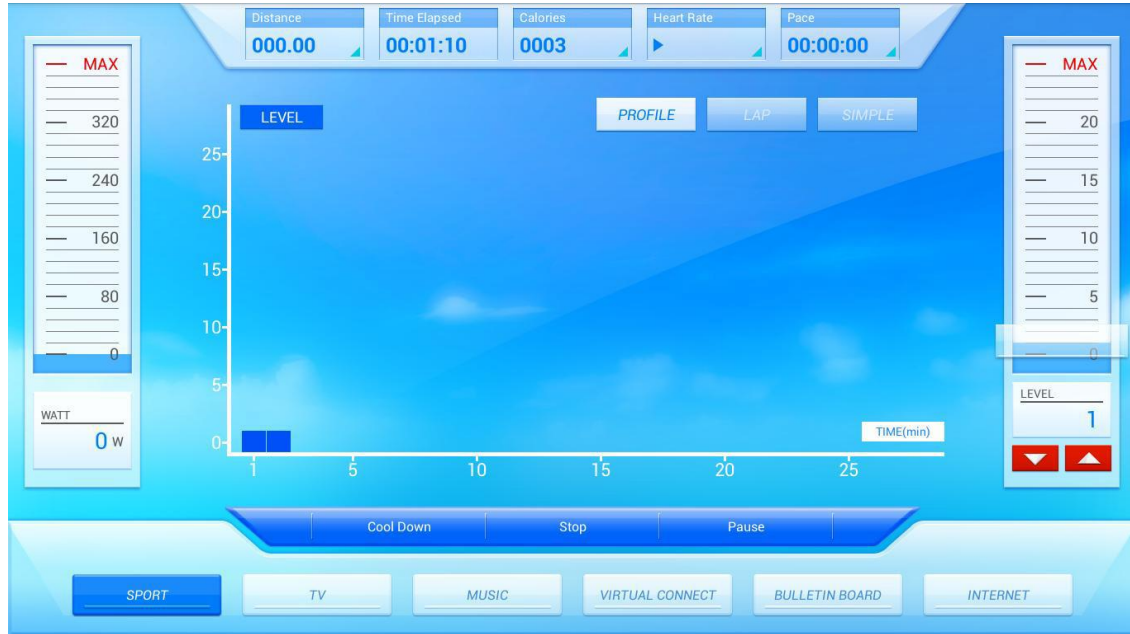 Distance Time Elapsed Calories Heart Rate Pace
000.00 00:01:10 0003 00:00:00
MAX
320
240
160
80
0
WATT
0 W
LEVEL
PROFILE LAP SIMPLE
25
20
15
10
5
0
TIME(min)
1 5 10 15 20 25
MAX
20
15
10
5
0
LEVEL
1
Cool Down Stop Pause
SPORT TV MUSIC VIRTUAL CONNECT BULLETIN BOARD INTERNET